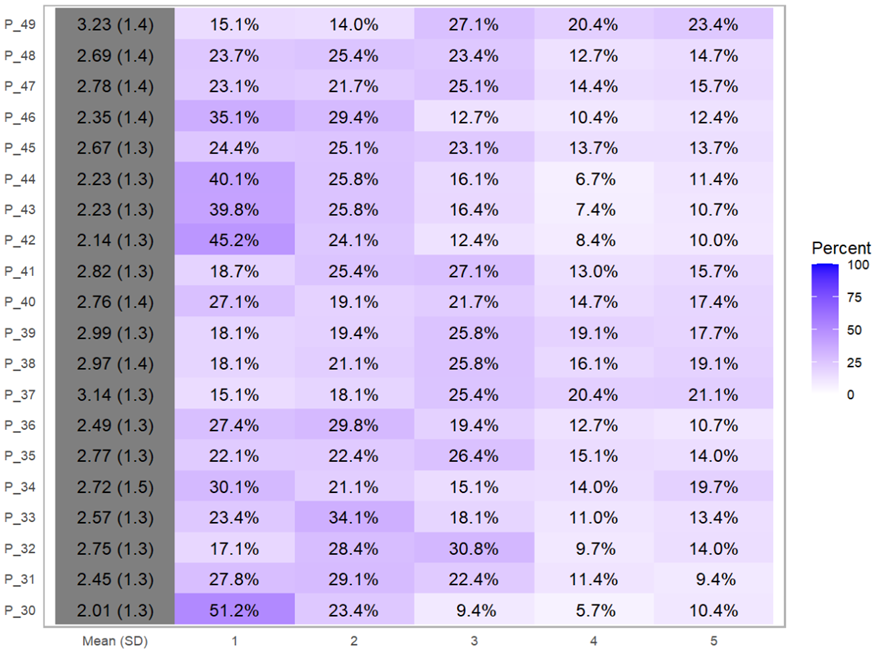 P_49 3.23 (1.4) 15.1% 14.0% 27.1% 20.4% 23.4%
P_48 2.69 (1.4) 23.7% 25.4% 23.4% 12.7% 14.7%
P_47 2.78 (1.4) 23.1% 21.7% 25.1% 14.4% 15.7%
P_46 2.35 (1.4) 35.1% 29.4% 12.7% 10.4% 12.4%
P_45 2.67 (1.3) 24.4% 25.1% 23.1% 13.7% 13.7%
P_44 2.23 (1.3) 40.1% 25.8% 16.1% 6.7% 11.4%
P_43 2.23 (1.3) 39.8% 25.8% 16.4% 7.4% 10.7%
P_42 2.14 (1.3) 45.2% 24.1% 12.4% 8.4% 10.0%
P_41 2.82 (1.3) 18.7% 25.4% 27.1% 13.0% 15.7%
P_40 2.76 (1.4) 27.1% 19.1% 21.7% 14.7% 17.4%
P_39 2.99 (1.3) 18.1% 19.4% 25.8% 19.1% 17.7%
P_38 2.97 (1.4) 18.1% 21.1% 25.8% 16.1% 19.1%
P_37 3.14 (1.3) 15.1% 18.1% 25.4% 20.4% 21.1%
P_36 2.49 (1.3) 27.4% 29.8% 19.4% 12.7% 10.7%
P_35 2.77 (1.3) 22.1% 22.4% 26.4% 15.1% 14.0%
P_34 2.72 (1.5) 30.1% 21.1% 15.1% 14.0% 19.7%
P_33 2.57 (1.3) 23.4% 34.1% 18.1% 11.0% 13.4%
P_32 2.75 (1.3) 17.1% 28.4% 30.8% 9.7% 14.0%
P_31 2.45 (1.3) 27.8% 29.1% 22.4% 11.4% 9.4%
P_30 2.01 (1.3) 51.2% 23.4% 9.4% 5.7% 10.4%
Mean (SD) 1 2 3 4 5
Percent
100
75
50
25
0